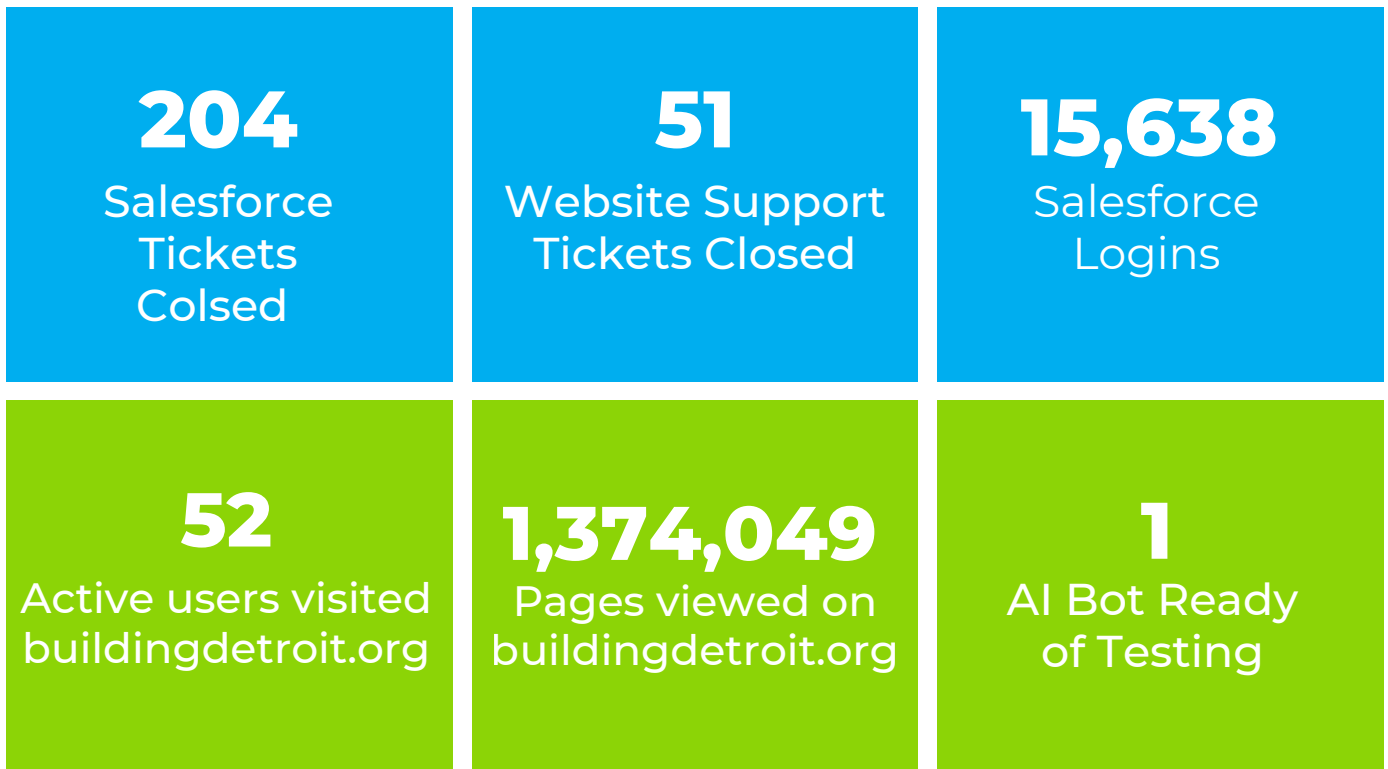 204
Salesforce
Tickets
Colsed
51
Website Support
Tickets Closed
15,638
Salesforce
Logins
52
Active users visited
buildingdetroit.org
1,374,049
Pages viewed on
buildingdetroit.org
1
AI Bot Ready
of Testing